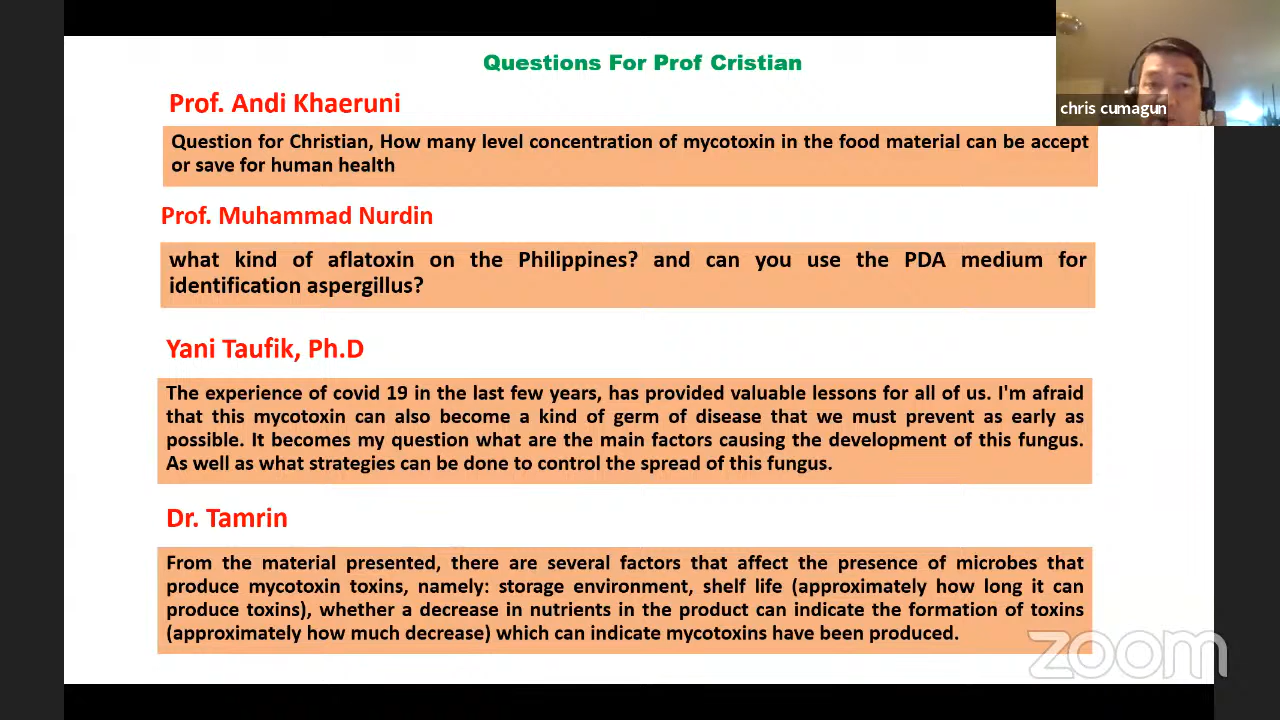 Questions For Prof Cristian
chris cumagun
Prof. Andi Khaeruni
Question for Christian, How many level concentration of mycotoxin in the food material can be accept
or save for human health
Prof. Muhammad Nurdin
what kind of aflatoxin on the Philippines? and can you use the PDA medium for
identification aspergillus?
Yani Taufik, Ph.D
The experience of covid 19 in the last few years, has provided valuable lessons for all of us. I'm afraid
that this mycotoxin can also become a kind of germ of disease that we must prevent as early as
possible. It becomes my question what are the main factors causing the development of this fungus.
As well as what strategies can be done to control the spread of this fungus.
Dr. Tamrin
From the material presented, there are several factors that affect the presence of microbes that
produce mycotoxin toxins, namely: storage environment, shelf life (approximately how long it can
produce toxins), whether a decrease in nutrients in the product can indicate the formation of toxins
(approximately how much decrease) which can indicate mycotoxins have been produced.
zoom